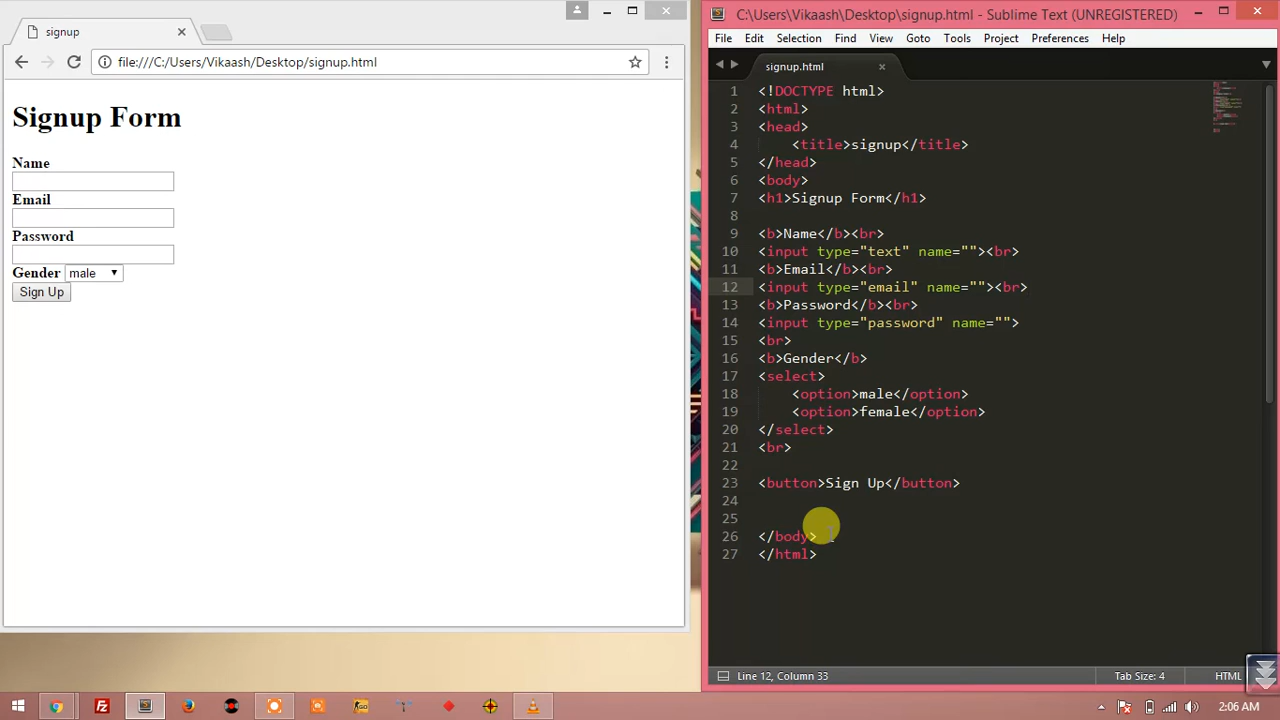 signup
file:///C:/Users/Vikaash/Desktop/signup.html
Signup Form
Name
Email
Password
Gender male
Sign Up
C:\Users\Vikaash\Desktop\signup.html - Sublime Text (UNREGISTERED)
File Edit Selection Find View Goto Tools Project Preferences Help
signup.html
1 <!DOCTYPE html>
2 <html>
3 <head>
4 <title>signup</title>
5 </head>
6 <body>
7 <h1>Signup Form</h1>
8
9 <b>Name</b><br>
10 <input type="text" name=""><br>
11 <b>Email</b><br>
12 <input type="email" name=""><br>
13 <b>Password</b><br>
14 <input type="password" name="">
15 <br>
16 <b>Gender</b>
17 <select>
18 <option>male</option>
19 <option>female</option>
20 </select>
21 <br>
22
23 <button>Sign Up</button>
24
25
26 </body>
27 </html>
Line 12, Column 33
Tab Size: 4
HTML
2:06 AM